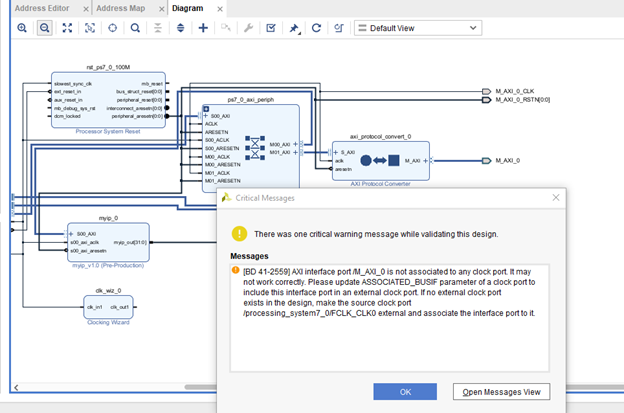 Address Editor
Address Map
Diagram
Default View
rst_ps7_0_100M
slowest_sync_clk
mb_reset
ext_reset_in
bus_struct_reset[0:0]
aux_reset_in
peripheral_reset[0:0]
mb_debug_sys_rst
interconnect_aresetn[0:0]
dcm_locked
peripheral_aresetn[0:0]
Processor System Reset
ps7_0_axi_periph
S00_AXI
ACLK
ARESETN
S00_ACLK
S00_ARESETN
M00_ACLK
M00_ARESETN
M01_ACLK
M01_ARESETN
M00_AXI
M01_AXI
axi_protocol_convert_0
S_AXI
aclk
aresetn
M_AXI
AXI Protocol Converter
M_AXI_0_CLK
M_AXI_0_RSTN[0:0]
M_AXI_0
myip_0
S00_AXI
s00_axi_aclk
myip_out[31:0]
s00_axi_aresetn
myip_v1.0 (Pre-Production)
clk_wiz_0
clk_in1
clk_out1
Clocking Wizard
Critical Messages
There was one critical warning message while validating this design.
Messages
[BD 41-2559] AXI interface port /M_AXI_0 is not associated to any clock port. It may
not work correctly. Please update ASSOCIATED_BUSIF parameter of a clock port to
include this interface port in an external clock port. If no external clock port
exists in the design, make the source clock port
/processing_system7_0/FCLK_CLK0 external and associate the interface port to it.
OK
Open Messages View